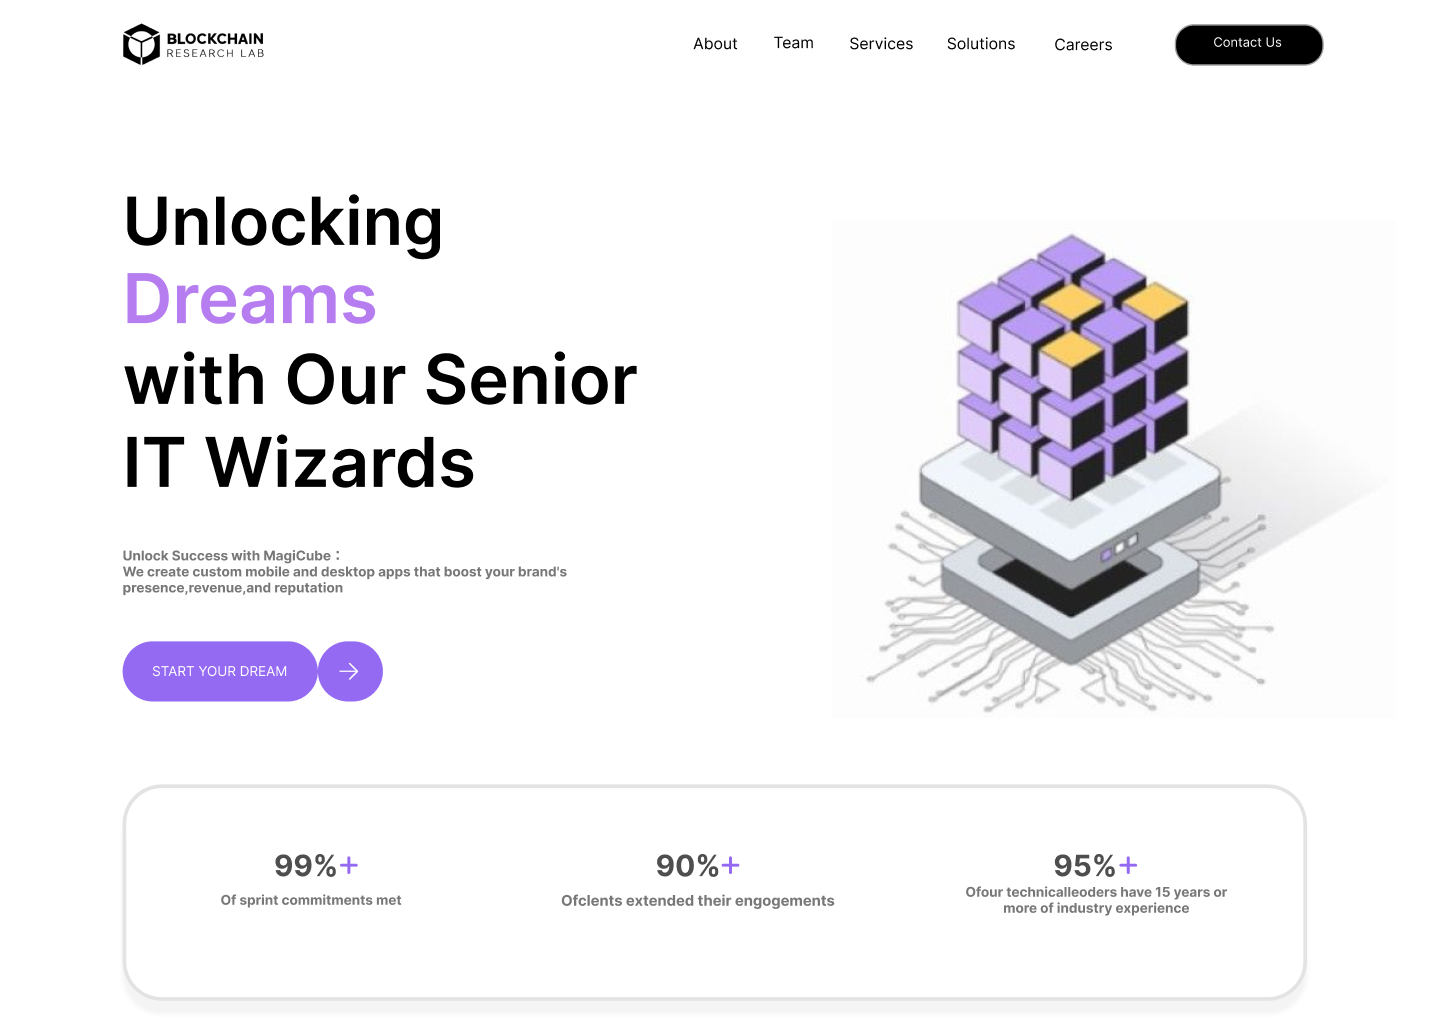 BLOCKCHAIN
RESEARCH LAB
About
Team
Services
Solutions
Careers
Contact Us
Unlocking
Dreams
with Our Senior
IT Wizards
Unlock Success with MagiCube：
We create custom mobile and desktop apps that boost your brand's
presence,revenue,and reputation
START YOUR DREAM
99%+
Of sprint commitments met
90%+
Ofclents extended their engogements
95%+
Ofour technicalleoders have 15 years or
more of industry experience